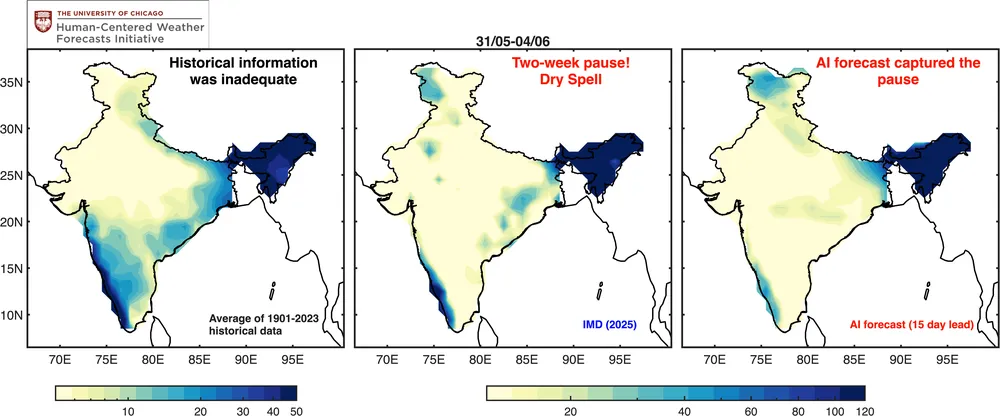 THE UNIVERSITY OF CHICAGO
Human-Centered Weather
Forecasts Initiative
31/05-04/06
Historical information
was inadequate
Two-week pause!
Dry Spell
AI forecast captured the
pause
35N
30N
25N
20N
15N
10N
Average of 1901-2023
historical data
IMD (2025)
AI forecast (15 day lead)
70E 75E 80E 85E 90E 95E
70E 75E 80E 85E 90E 95E
70E 75E 80E 85E 90E 95E
10 20 30 40 50
20 40 60 80 100 120